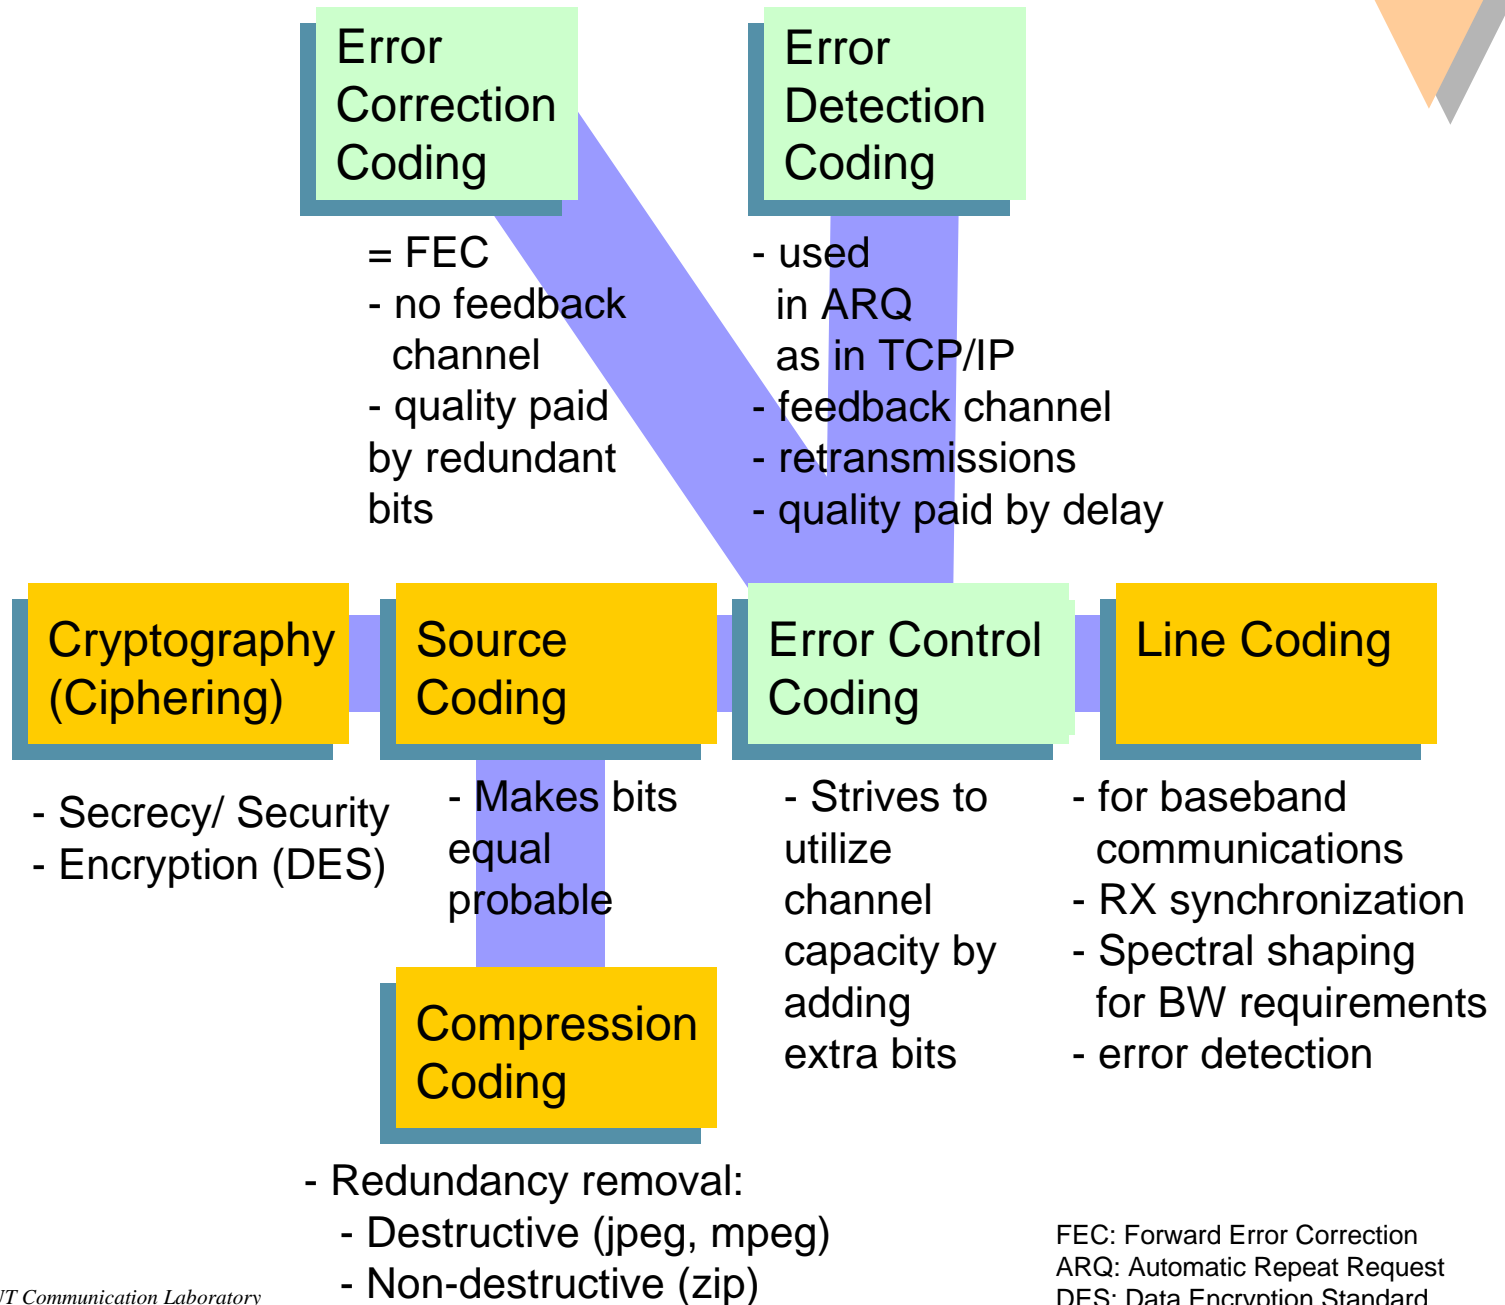 Error
Correction
Coding
Error
Detection
Coding
= FEC
- no feedback
channel
- quality paid
by redundant
bits
- used
in ARQ
as in TCP/IP
- feedback channel
- retransmissions
- quality paid by delay
Cryptography
(Ciphering)
Source
Coding
Error Control
Coding
Line Coding
- Secrecy/ Security
- Encryption (DES)
- Makes bits
equal
probable
- Strives to
utilize
channel
capacity by
adding
extra bits
- for baseband
communications
- RX synchronization
- Spectral shaping
for BW requirements
- error detection
Compression
Coding
- Redundancy removal:
- Destructive (jpeg, mpeg)
- Non-destructive (zip)
FEC: Forward Error Correction
ARQ: Automatic Repeat Request
DES: Data Encryption Standard
Communication Laboratory